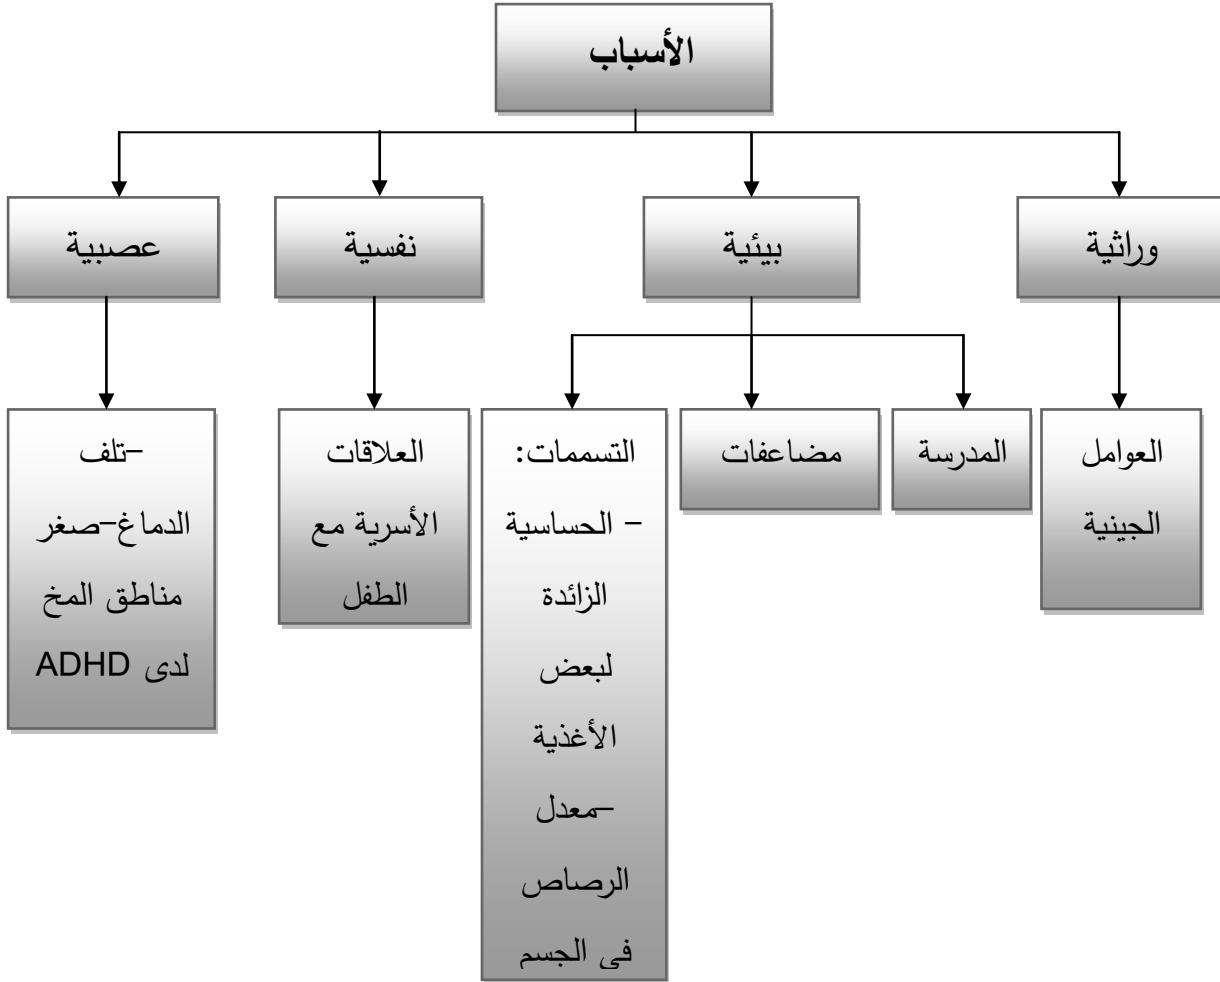 الأسباب
وراثية
بيئية
نفسية
عصبية
العوامل
الجينية
المدرسة
مضاعفات
التسممات:
– الحساسية
الزائدة
لبعض
الأغذية
–معدل
الرصاص
فى الجسم
العلاقات
الأسرية مع
الطفل
–تلف
الدماغ–صغر
مناطق المخ
لدى ADHD